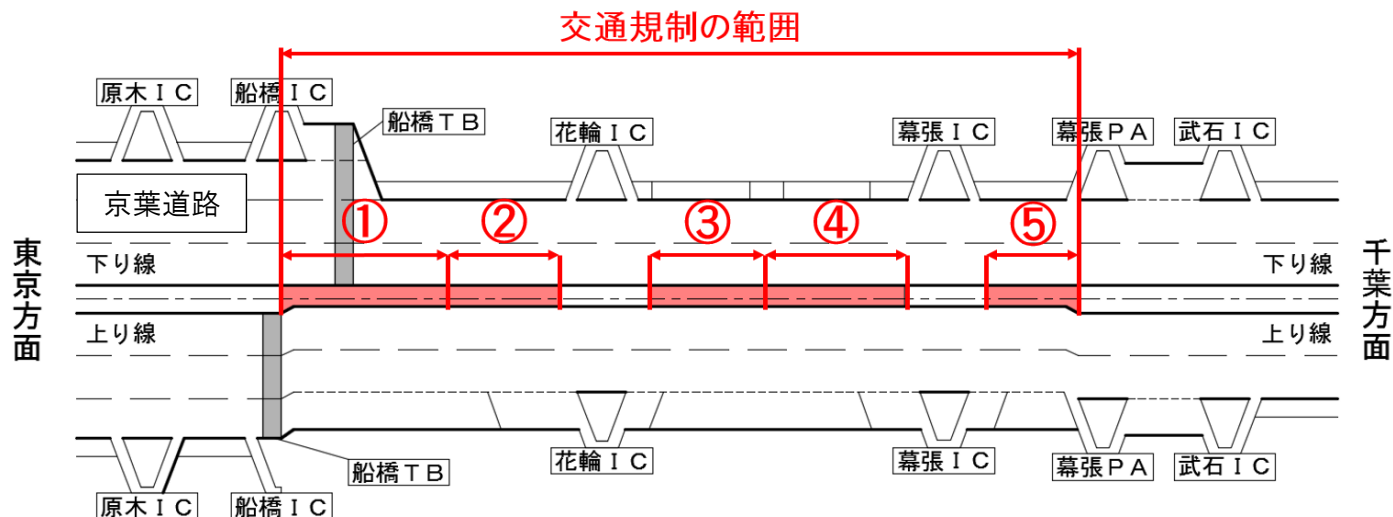 交通規制の範囲
原木ＩＣ
船橋ＩＣ
船橋ＴＢ
花輪ＩＣ
幕張ＩＣ
幕張ＰＡ
武石ＩＣ
京葉道路
①
②
③
④
⑤
東京方面
下り線
下り線
千葉方面
上り線
上り線
船橋ＴＢ
花輪ＩＣ
幕張ＩＣ
幕張ＰＡ
武石ＩＣ
原木ＩＣ
船橋ＩＣ